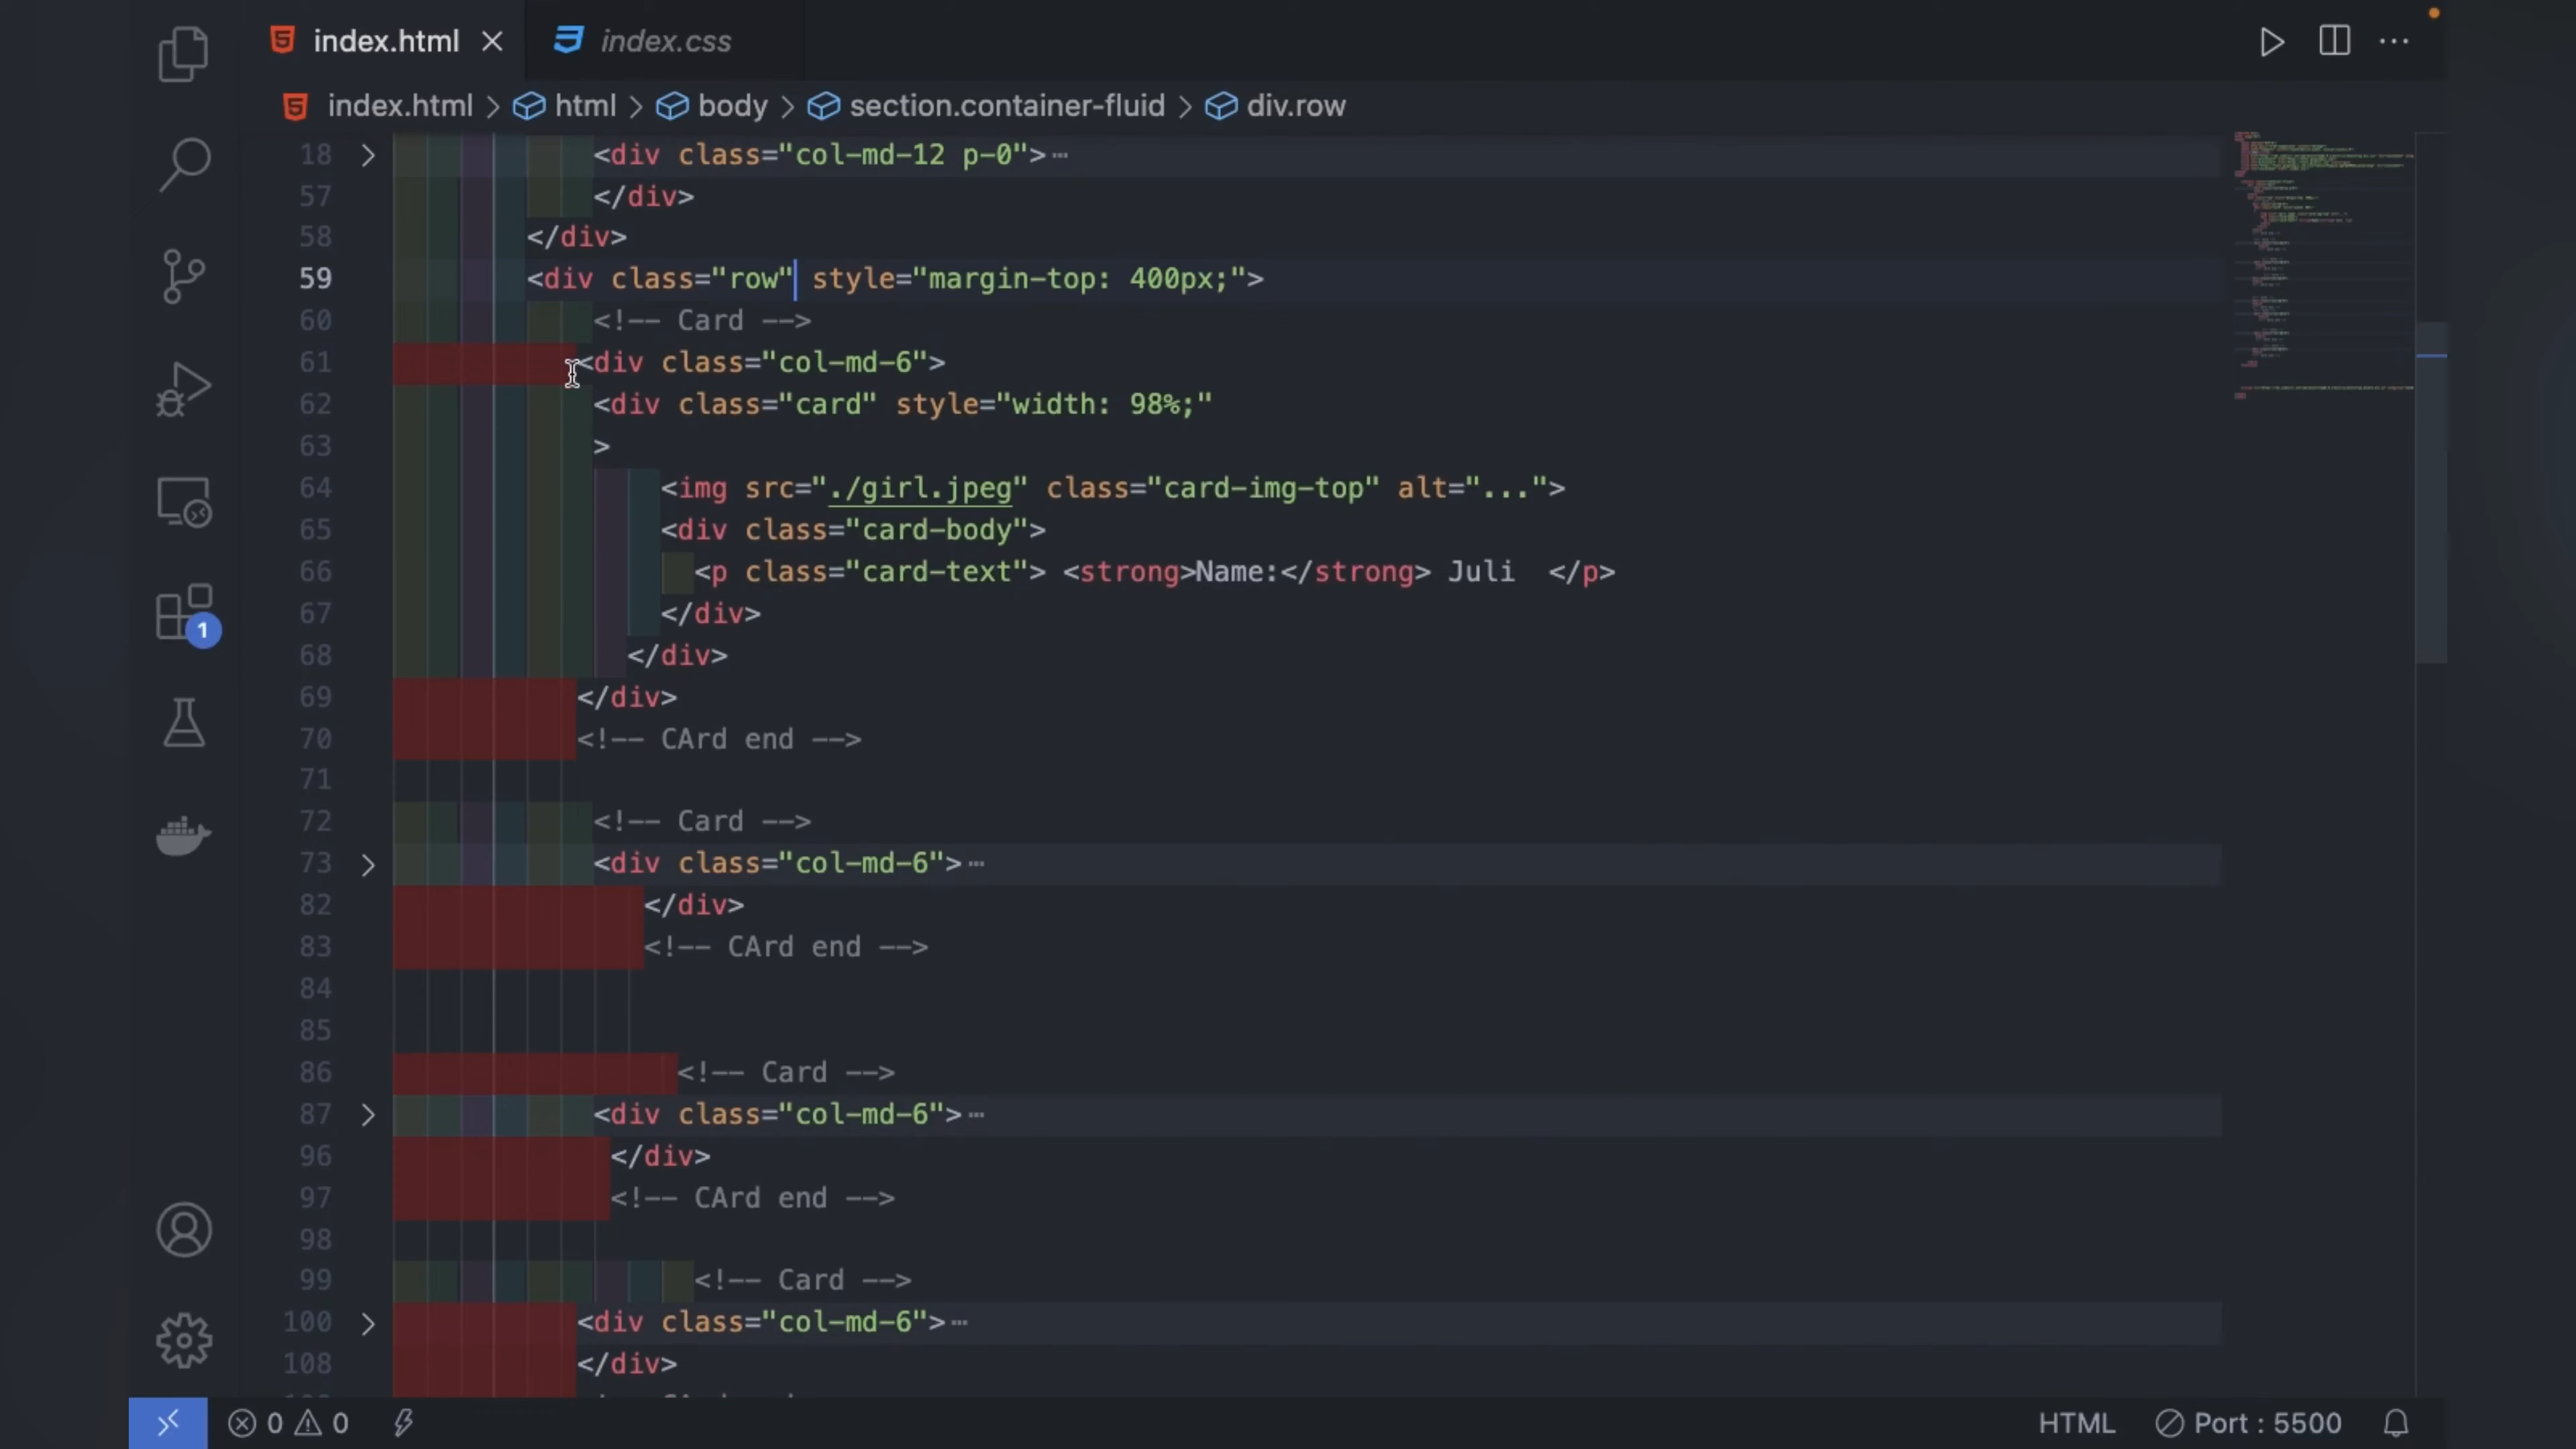 index.html
index.css
index.html > html > body > section.container-fluid > div.row
18 <div class="col-md-12 p-0">
57 </div>
58 </div>
59 <div class="row" style="margin-top: 400px;">
60 <!-- Card -->
61 <div class="col-md-6">
62 <div class="card" style="width: 98%;"
63 >
64 <img src="./girl.jpeg" class="card-img-top" alt="...">
65 <div class="card-body">
66 <p class="card-text"> <strong>Name:</strong> Juli  </p>
67 </div>
68 </div>
69 </div>
70 <!-- CArd end -->
71
72 <!-- Card -->
73 <div class="col-md-6">
82 </div>
83 <!-- CArd end -->
84
85
86 <!-- Card -->
87 <div class="col-md-6">
96 </div>
97 <!-- CArd end -->
98
99 <!-- Card -->
100 <div class="col-md-6">
108 </div>
1
0 0
HTML
Port : 5500